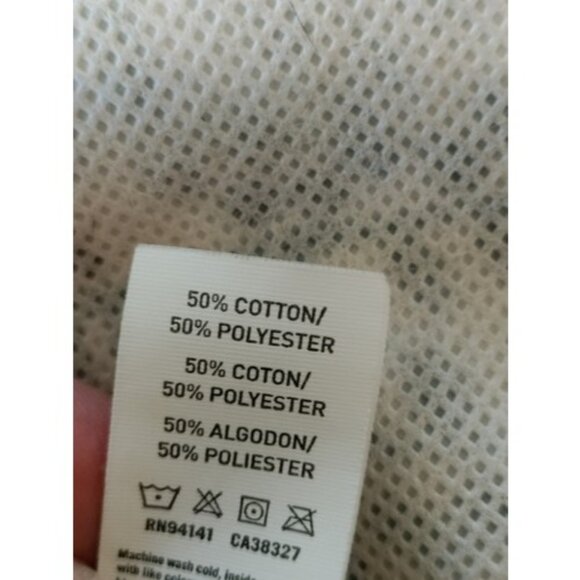 50% COTTON/
50% POLYESTER
50% COTON/
50% POLYESTER
50% ALGODON/
50% POLIESTER
RN94141 CA38327
Machine wash cold, inside
with like